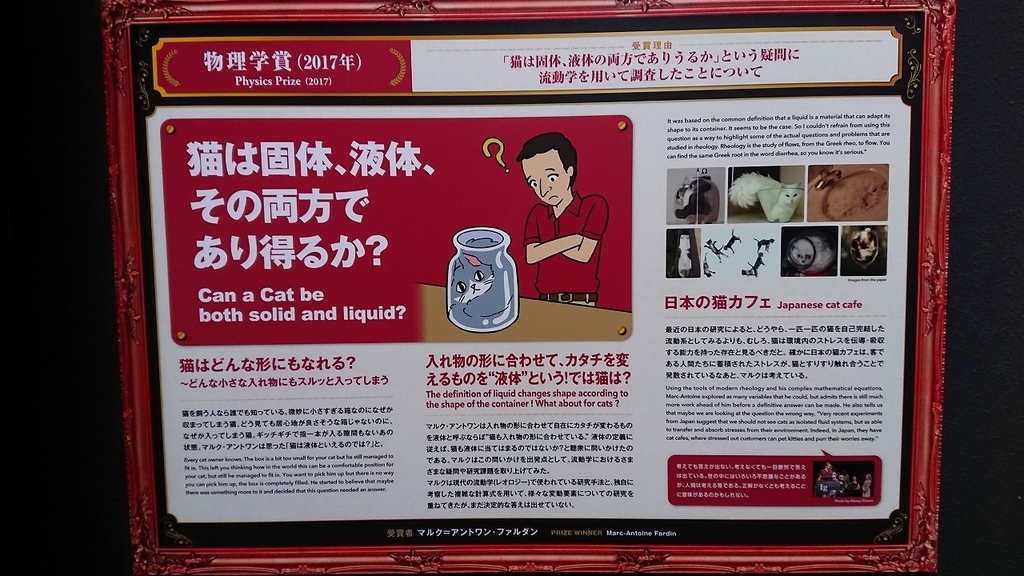 物理学賞(2017年)
Physics Prize (2017)
受賞理由
「猫は固体、液体の両方でありうるか」という疑問に
流動学を用いて調査したことについて
猫は固体、液体、
その両方で
あり得るか?
Can a Cat be
both solid and liquid?
猫はどんな形にもなれる?
〜どんな小さな入れ物にもスルッと入ってしまう
猫を飼う人なら誰でも知っている。微妙に小さすぎる箱なのになぜか
収まってしまう猫。どう見ても居心地が良さそうな箱じゃないのに、
なぜか入ってしまう猫。ギッチギチで指一本が入る隙間もないあの
状態。マルク・アントワンは思った「猫は液体といえるのでは?」と。
Every cat owner knows. The box is a bit too small for your cat but he still managed to
fit in. This left you thinking how in the world this can be a comfortable position for
your cat, but still he managed to fit in. You want to pick him up but there is no way
you can pick him up, the box is completely filled. He started to believe that maybe
there was something more to it and decided that this question needed an answer.
入れ物の形に合わせて、カタチを変
えるものを“液体”という!では猫は?
The definition of liquid changes shape according to
the shape of the container ! What about for cats ?
マルク・アントワンは入れ物の形に合わせて自在にカタチが変わるもの
を液体と呼ぶならば“猫も入れ物の形に合わせている。” 液体の定義に
従えば、猫も液体に当てはまるのではないか?と聴衆に問いかけたの
である。マルクはこの問いかけを出発点として、流動学におけるさま
ざまな疑問や研究課題を取り上げてみた。
マルクは現代の流動学(レオロジー)で使われている研究手法と、独自に
考案した複雑な計算式を用いて、様々な変動要素についての研究を
重ねてきたが、まだ決定的な答えは出せていない。
It was based on the common definition that a liquid is a material that can adapt its
shape to its container. It seems to be the case. So I couldn't refrain from using this
question as a way to highlight some of the actual questions and problems that are
studied in rheology. Rheology is the study of flows, from the Greek rheo, to flow. You
can find the same Greek root in the word diarrhea, so you know it's serious."
Images from the paper
日本の猫カフェ Japanese cat cafe
最近の日本の研究によると、どうやら、一匹一匹の猫を自己完結した
流動系としてみるよりも、むしろ、猫は環境内のストレスを伝導・吸収
する能力を持った存在と見るべきだと。確かに日本の猫カフェは、客で
ある人間たちに蓄積されたストレスが、猫とすりすり触れ合うことで
発散されているなあと、マルクは考えている。
Using the tools of modern rheology and his complex mathematical equations,
Marc-Antoine explored as many variables that he could, but admits there is still
much more work ahead of him before a definitive answer can be made. He also tells us
that maybe we are looking at the question the wrong way, "Very recent experiments
from Japan suggest that we should not see cats as isolated fluid systems, but as able
to transfer and absorb stresses from their environment. Indeed, in Japan, they have
cat cafes, where stressed out customers can pet kitties and purr their worries away."
考えても答えが出ない、考えなくても一目瞭然で答え
は出ている。世の中にはいろいろ不思議なことがある
が、人間は考える葦である。正解がなくとも考えること
に意味があるのかもしれない。
受賞者 マルク=アントワン・ファルダン PRIZE WINNER Marc-Antoine Fardin